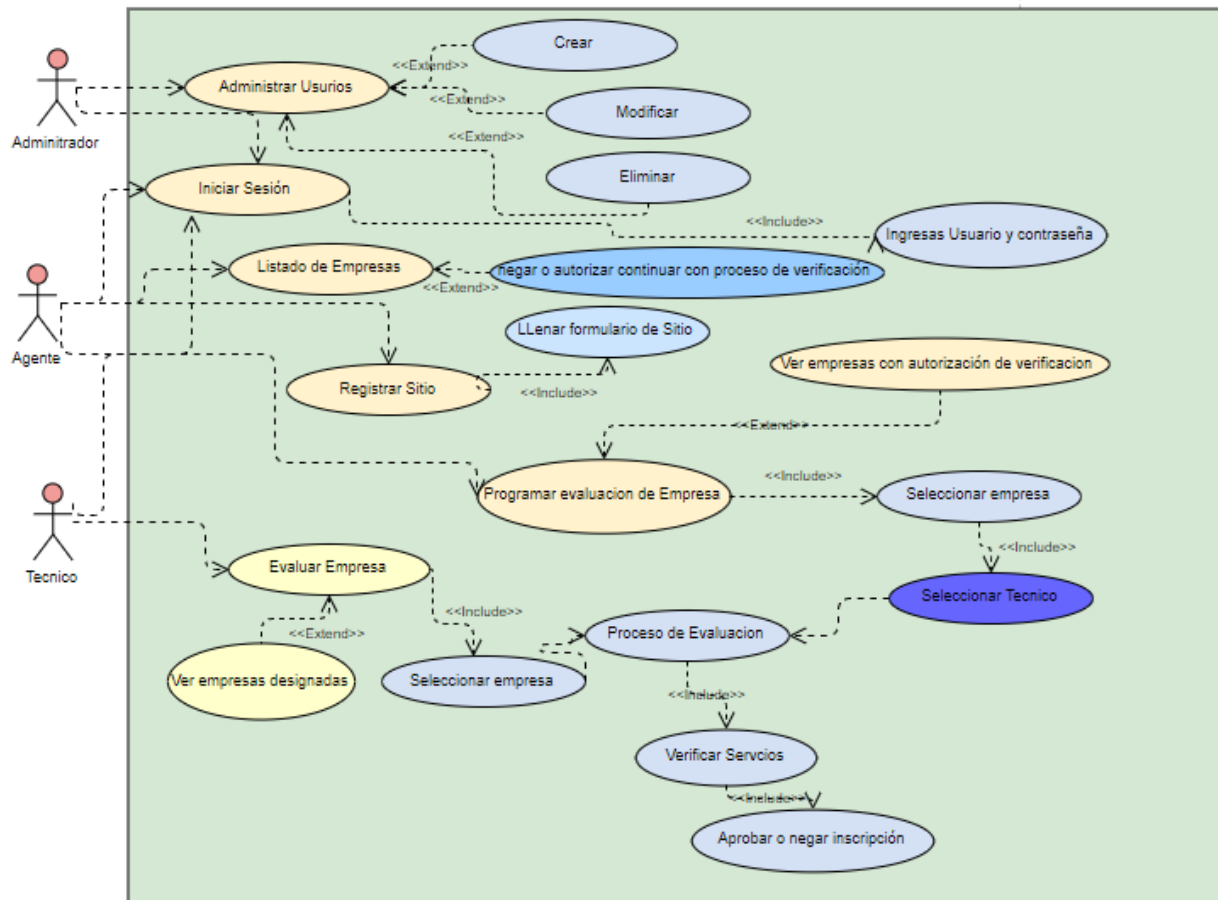 Crear
<<Extend>>
Administrar Usurios
<<Extend>>
Modificar
<<Extend>>
Adminitrador
Eliminar
Iniciar Sesión
<<Include>>
Ingresas Usuario y contraseña
Listado de Empresas
negar o autorizar continuar con proceso de verificación
<<Extend>>
LLenar formulario de Sitio
Agente
Ver empresas con autorización de verificacion
Registrar Sitio
<<Include>>
<<Extend>>
<<Include>>
Programar evaluacion de Empresa
Seleccionar empresa
<<Include>>
Tecnico
Evaluar Empresa
Seleccionar Tecnico
<<Include>>
<<Extend>>
Proceso de Evaluacion
Ver empresas designadas
Seleccionar empresa
<<Include>>
Verificar Servcios
<<Include>>
Aprobar o negar inscripción